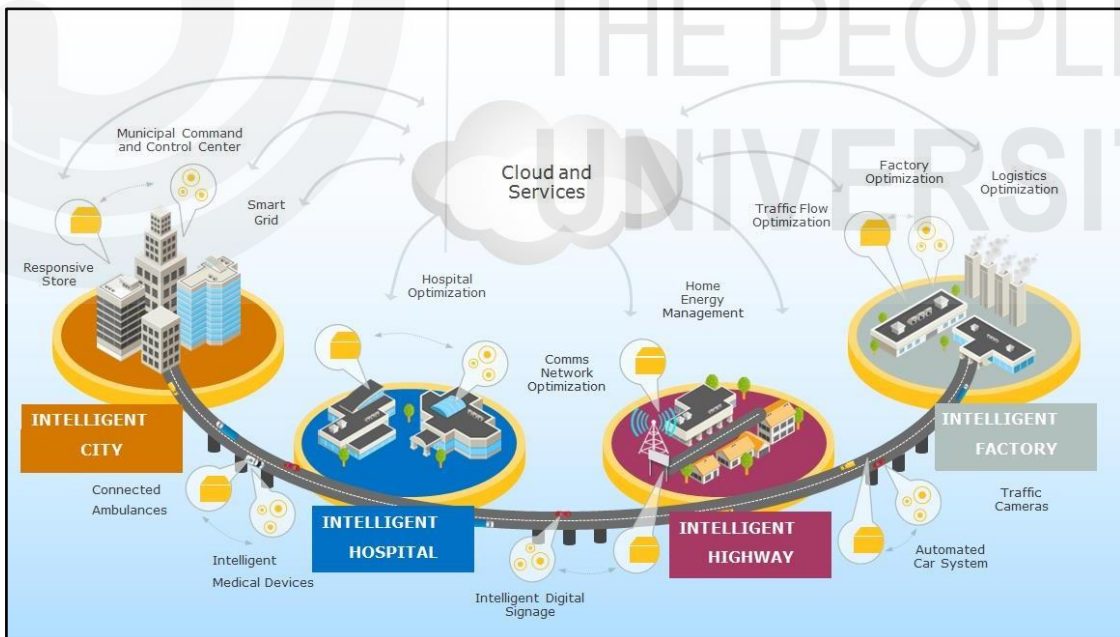 THE PEOPLE
UNIVERSI
Municipal Command
and Control Center
Cloud and
Services
Factory
Optimization
Logistics
Optimization
Smart
Grid
Traffic Flow
Optimization
Responsive
Store
Hospital
Optimization
Home
Energy
Management
Comms
Network
Optimization
INTELLIGENT
CITY
INTELLIGENT
FACTORY
Connected
Ambulances
INTELLIGENT
HOSPITAL
INTELLIGENT
HIGHWAY
Traffic
Cameras
Intelligent
Medical Devices
Automated
Car System
Intelligent Digital
Signage